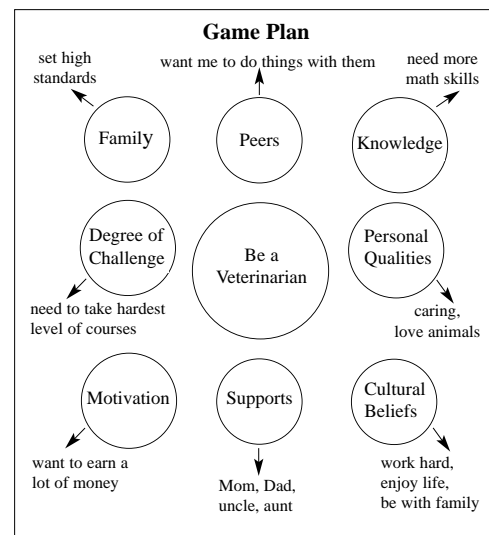 Game Plan
set high
standards
want me to do things with them
need more
math skills
Family
Peers
Knowledge
Degree of
Challenge
Be a
Veterinarian
Personal
Qualities
need to take hardest
level of courses
caring,
love animals
Motivation
Supports
Cultural
Beliefs
want to earn a
lot of money
Mom, Dad,
uncle, aunt
work hard,
enjoy life,
be with family